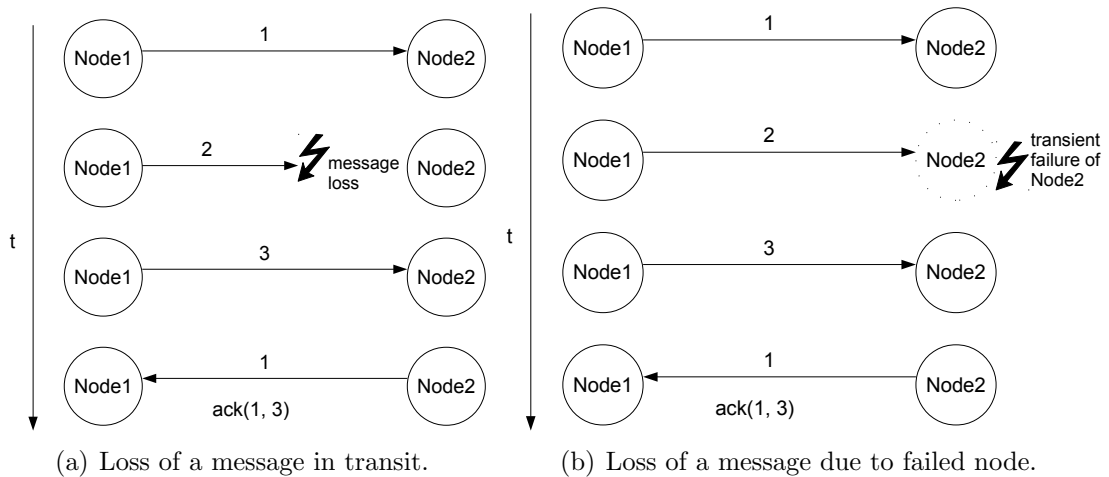 Node1
1
Node2
Node1
2
message
loss
Node2
t
Node1
3
Node2
Node1
1
ack(1, 3)
Node2
(a) Loss of a message in transit.
Node1
1
Node2
Node1
2
Node2
transient
failure of
Node2
t
Node1
3
Node2
Node1
1
ack(1, 3)
Node2
(b) Loss of a message due to failed node.